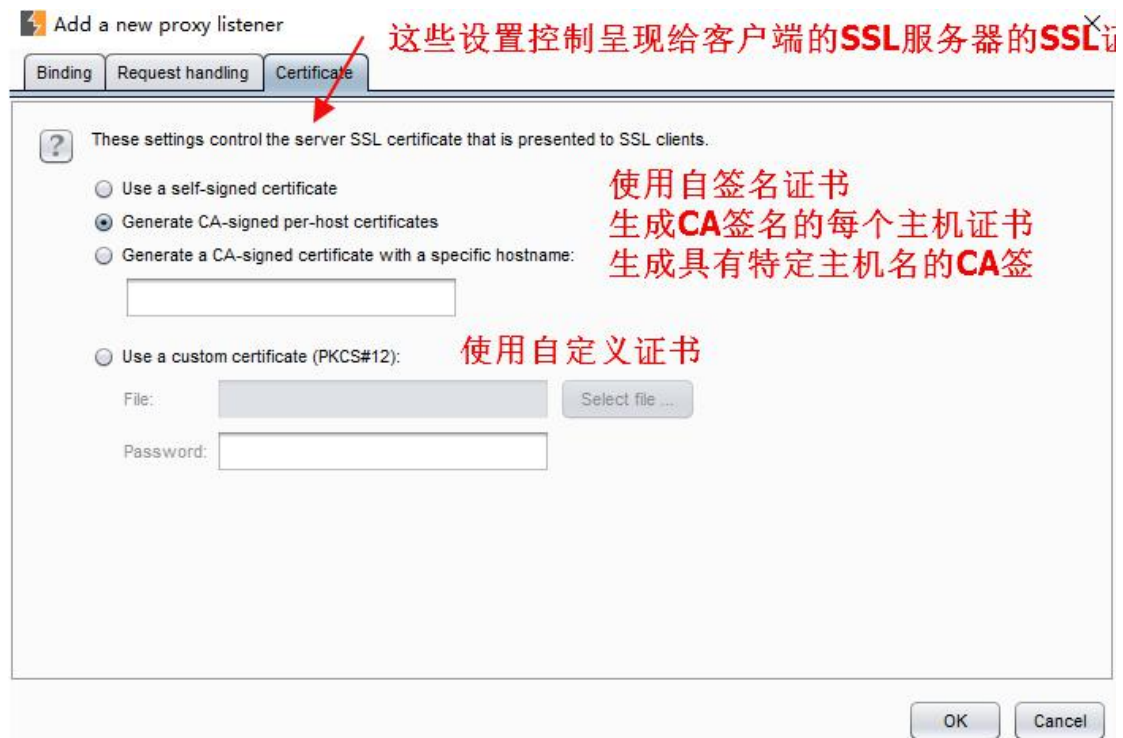 Add a new proxy listener
这些设置控制呈现给客户端的SSL服务器的SSL证
Binding Request handling Certificate
These settings control the server SSL certificate that is presented to SSL clients.
Use a self-signed certificate 使用自签名证书
Generate CA-signed per-host certificates 生成CA签名的每个主机证书
Generate a CA-signed certificate with a specific hostname: 生成具有特定主机名的CA签
Use a custom certificate (PKCS#12): 使用自定义证书
File: Select file ...
Password:
OK Cancel